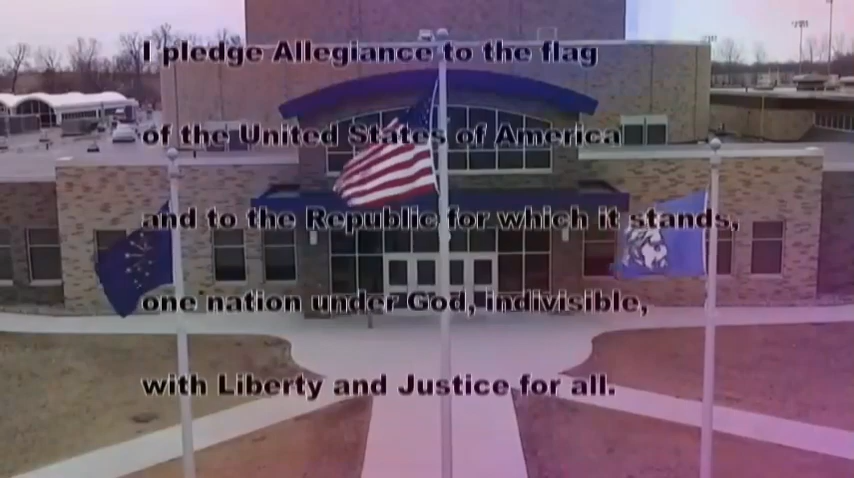 I pledge Allegiance to the flag
of the United States of America
and to the Republic for which it stands,
one nation under God, indivisible,
with Liberty and Justice for all.